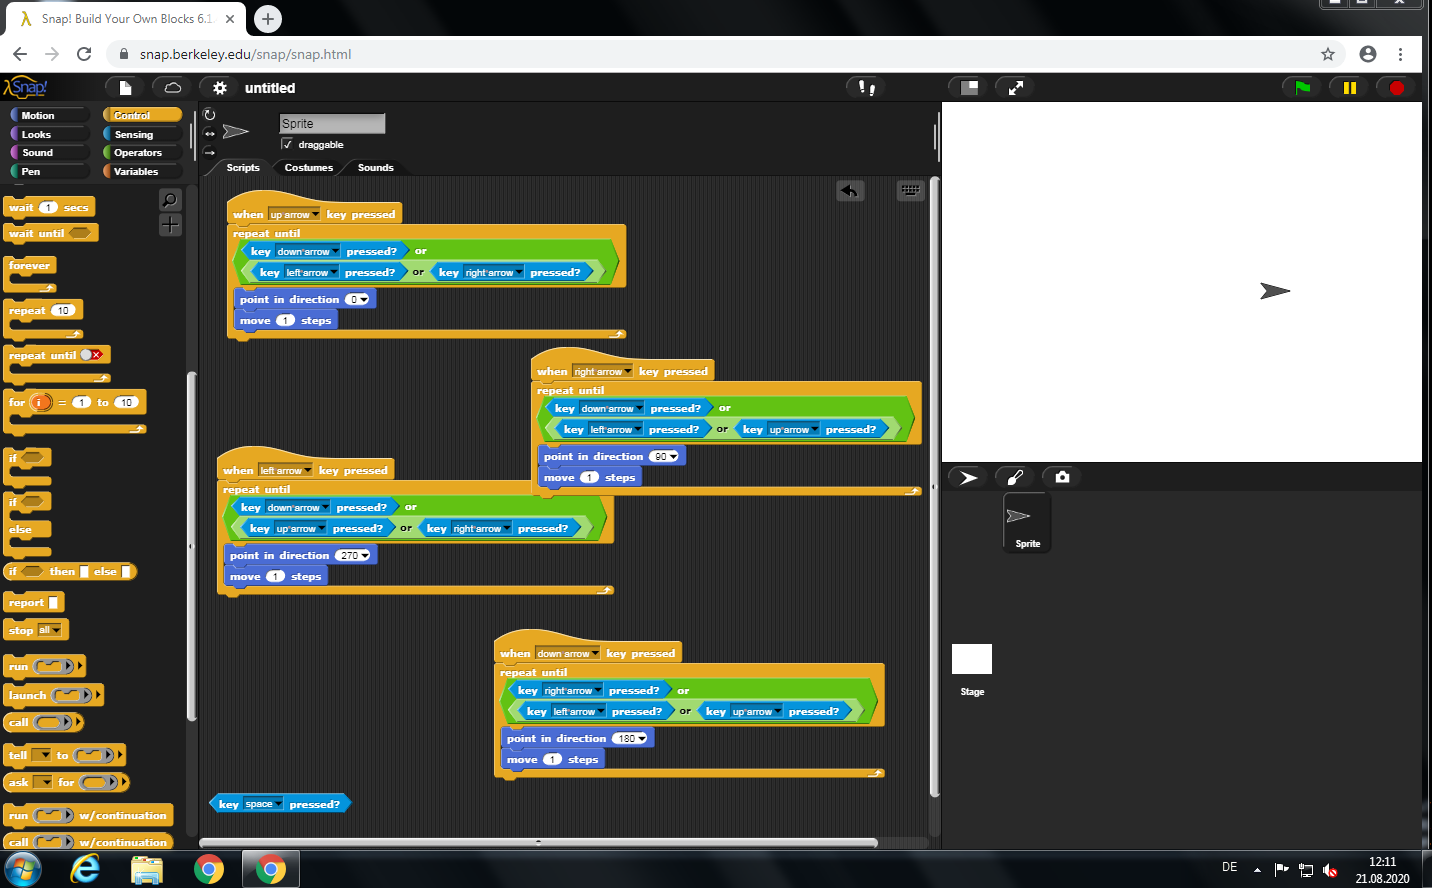 Snap! Build Your Own Blocks 6.1.
snap.berkeley.edu/snap/snap.html
Snap!
untitled
Motion
Control
Looks
Sensing
Sound
Operators
Pen
Variables
Sprite
draggable
Scripts
Costumes
Sounds
wait 1 secs
wait until
forever
repeat 10
repeat until
for i = 1 to 10
if
if
else
if then else
report
stop all
run
launch
call
tell to
ask for
run w/continuation
call w/continuation
when up arrow key pressed
repeat until
key down arrow pressed? or
key left arrow pressed? or key right arrow pressed?
point in direction 0
move 1 steps
when right arrow key pressed
repeat until
key down arrow pressed? or
key left arrow pressed? or key up arrow pressed?
point in direction 90
move 1 steps
when left arrow key pressed
repeat until
key down arrow pressed? or
key up arrow pressed? or key right arrow pressed?
point in direction 270
move 1 steps
when down arrow key pressed
repeat until
key right arrow pressed? or
key left arrow pressed? or key up arrow pressed?
point in direction 180
move 1 steps
key space pressed?
Sprite
Stage
DE
12:11
21.08.2020